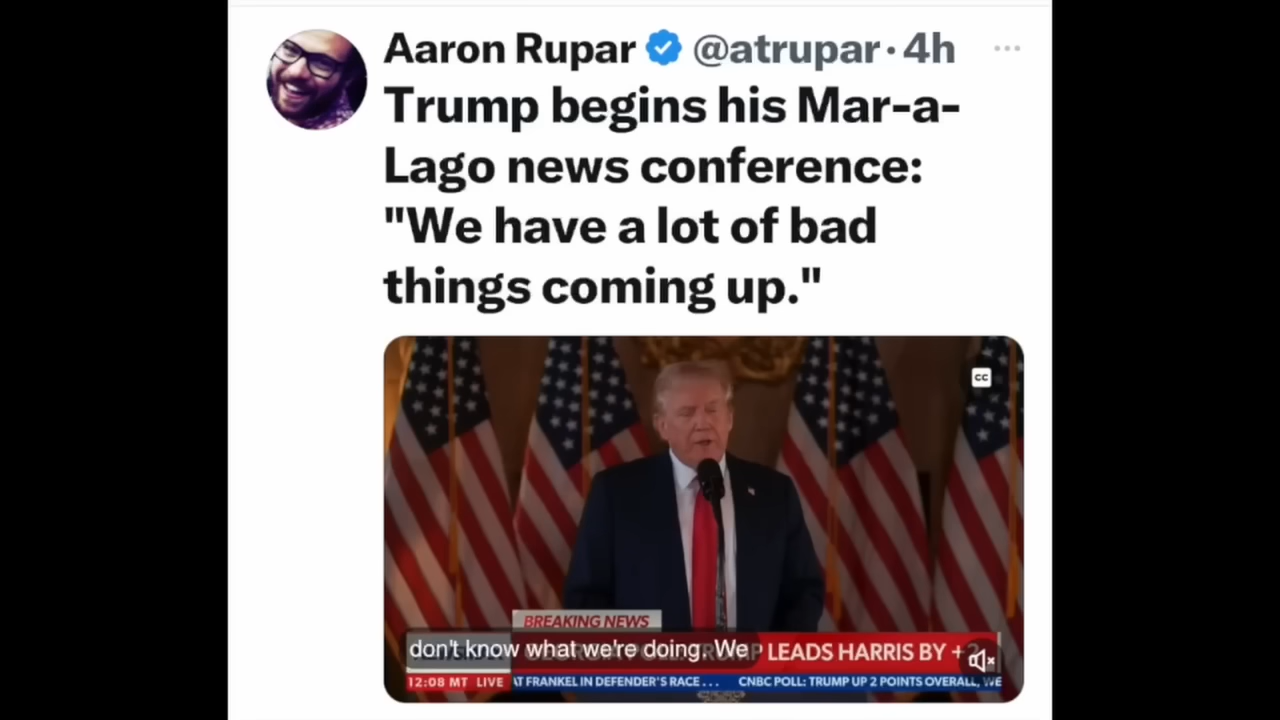 Aaron Rupar @atrupar · 4h
Trump begins his Mar-a-
Lago news conference:
"We have a lot of bad
things coming up."
CC
BREAKING NEWS
don't know what we're doing. We
LEADS HARRIS BY +
12:08 MT LIVE
AT FRANKEL IN DEFENDER'S RACE... CNBC POLL: TRUMP UP 2 POINTS OVERALL, WE